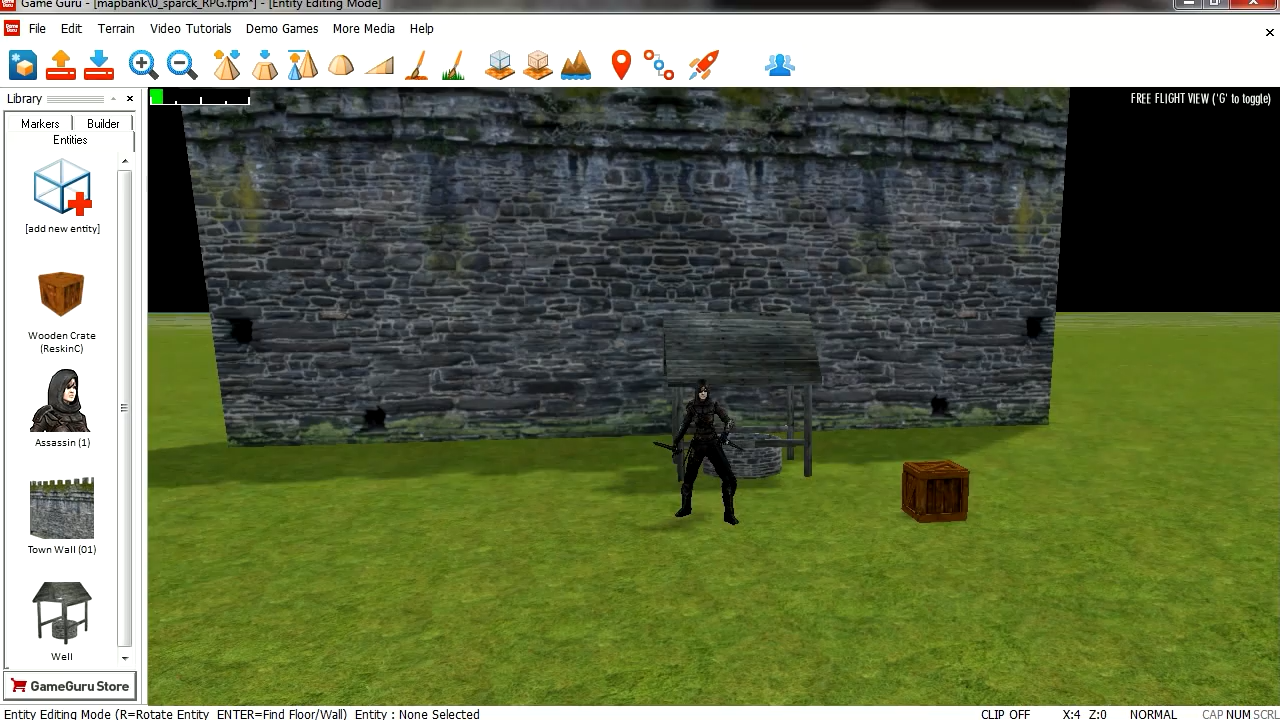 Game Guru - [mapbank\0_sparck_RPG.fpm*] - [Entity Editing Mode]
File Edit Terrain Video Tutorials Demo Games More Media Help
Library
FREE FLIGHT VIEW ('G' to toggle)
Markers Builder
Entities
[add new entity]
Wooden Crate
(ReskinC)
Assassin (1)
Town Wall (01)
Well
GameGuru Store
Entity Editing Mode (R=Rotate Entity ENTER=Find Floor/Wall) Entity : None Selected CLIP OFF X:4 Z:0 NORMAL CAP NUM SCRL